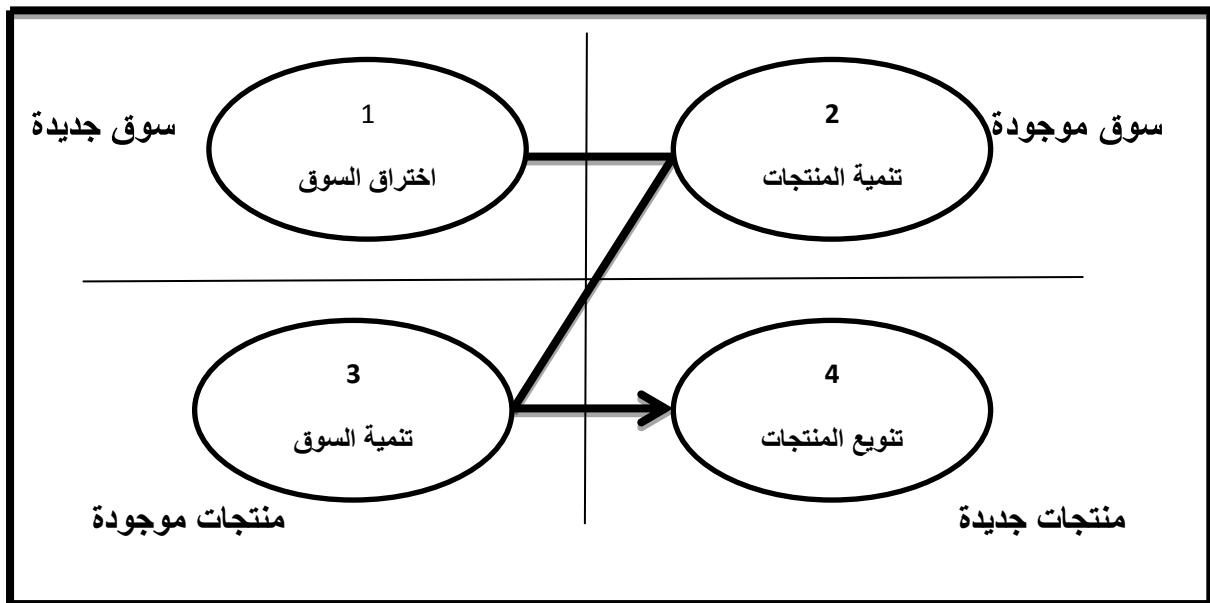 سوق موجودة
2
تنمية المنتجات
1
اختراق السوق
سوق جديدة
4
تنويع المنتجات
3
تنمية السوق
منتجات جديدة
منتجات موجودة